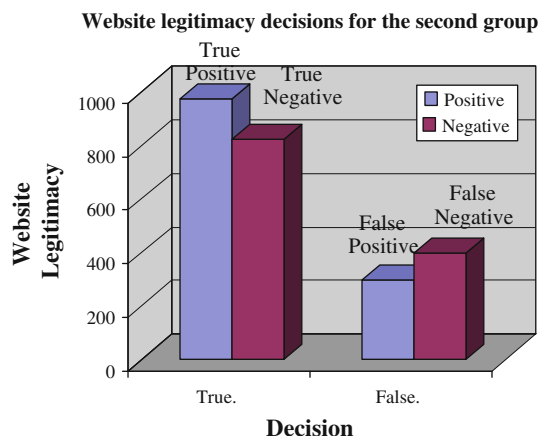 Website legitimacy decisions for the second group
True
Positive
True
Negative
False
Positive
False
Negative
Positive
Negative
1000
800
600
400
200
0
Website
Legitimacy
True.
False.
Decision